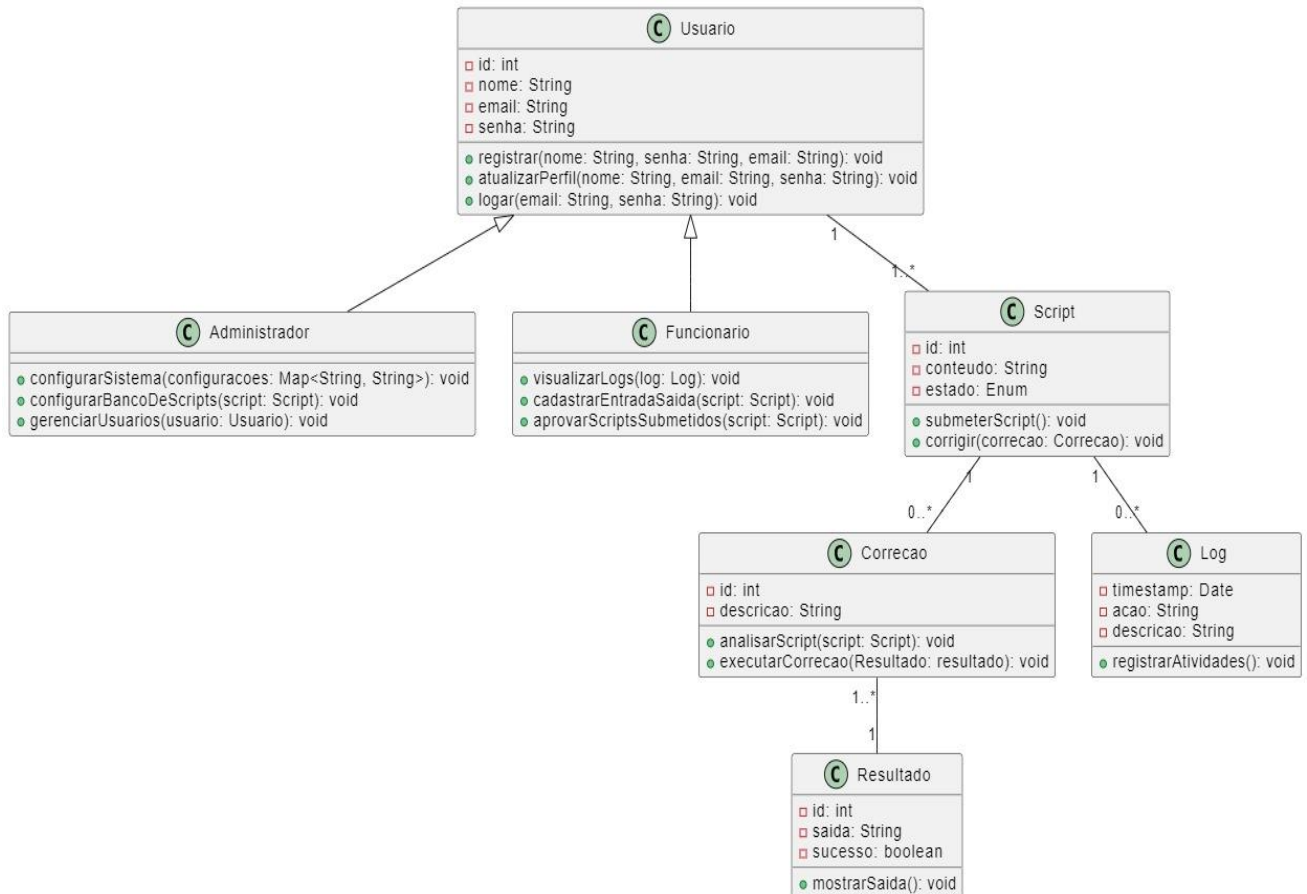 C Usuario
id: int
nome: String
email: String
senha: String
registrar(nome: String, senha: String, email: String): void
atualizarPerfil(nome: String, email: String, senha: String): void
logar(email: String, senha: String): void
1
1..*
C Administrador
configurarSistema(configuracoes: Map<String, String>): void
configurarBancoDeScripts(script: Script): void
gerenciarUsuarios(usuario: Usuario): void
C Funcionario
visualizarLogs(log: Log): void
cadastrarEntradaSaida(script: Script): void
aprovarScriptsSubmetidos(script: Script): void
C Script
id: int
conteudo: String
estado: Enum
submeterScript(): void
corrigir(correcao: Correcao): void
1
1
0..*
0..*
C Correcao
id: int
descricao: String
analisarScript(script: Script): void
executarCorrecao(Resultado: resultado): void
C Log
timestamp: Date
acao: String
descricao: String
registrarAtividades(): void
1..*
1
C Resultado
id: int
saida: String
sucesso: boolean
mostrarSaida(): void